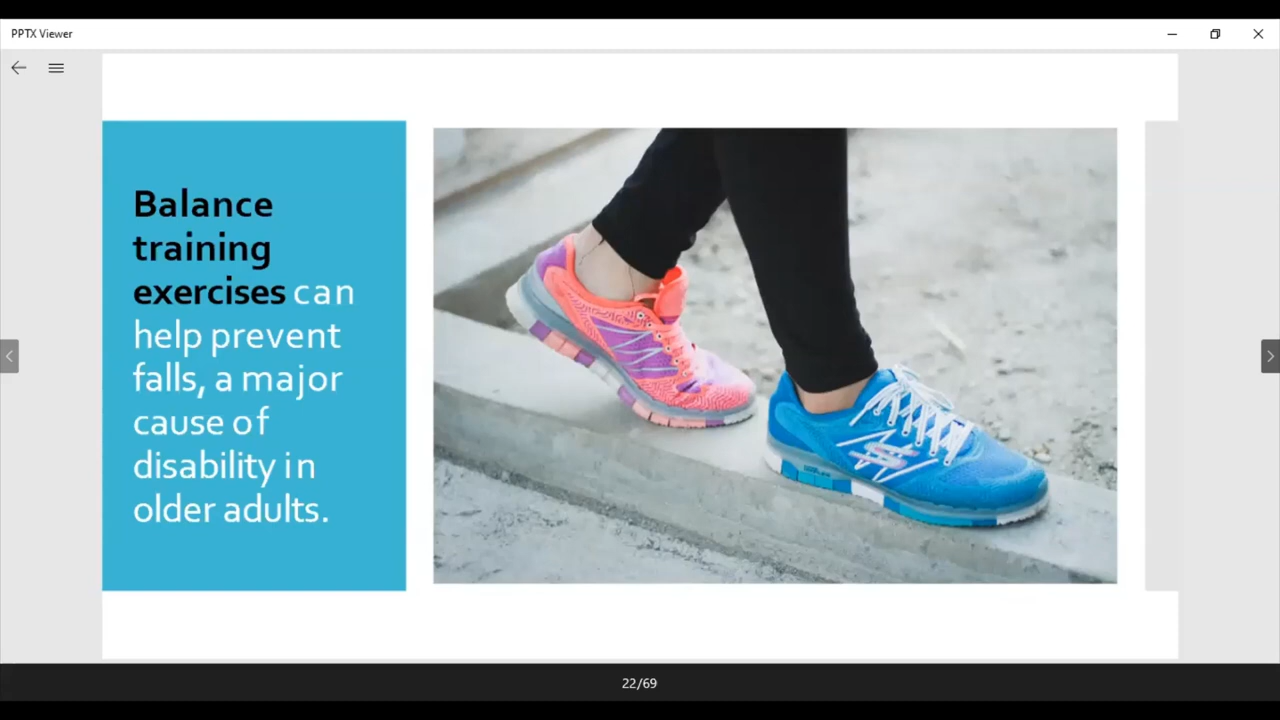 PPTX Viewer
Balance
training
exercises can
help prevent
falls, a major
cause of
disability in
older adults.
22/69